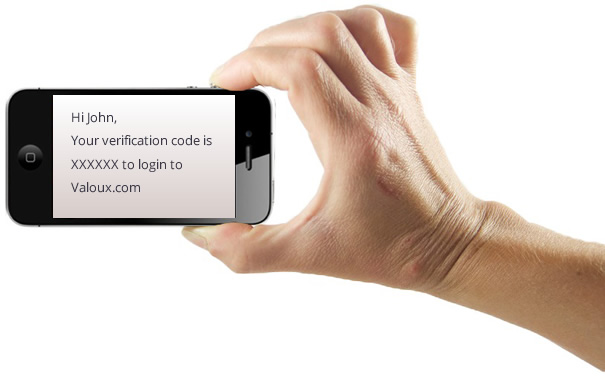 Hi John,
Your verification code is
XXXXXX to login to
Valoux.com